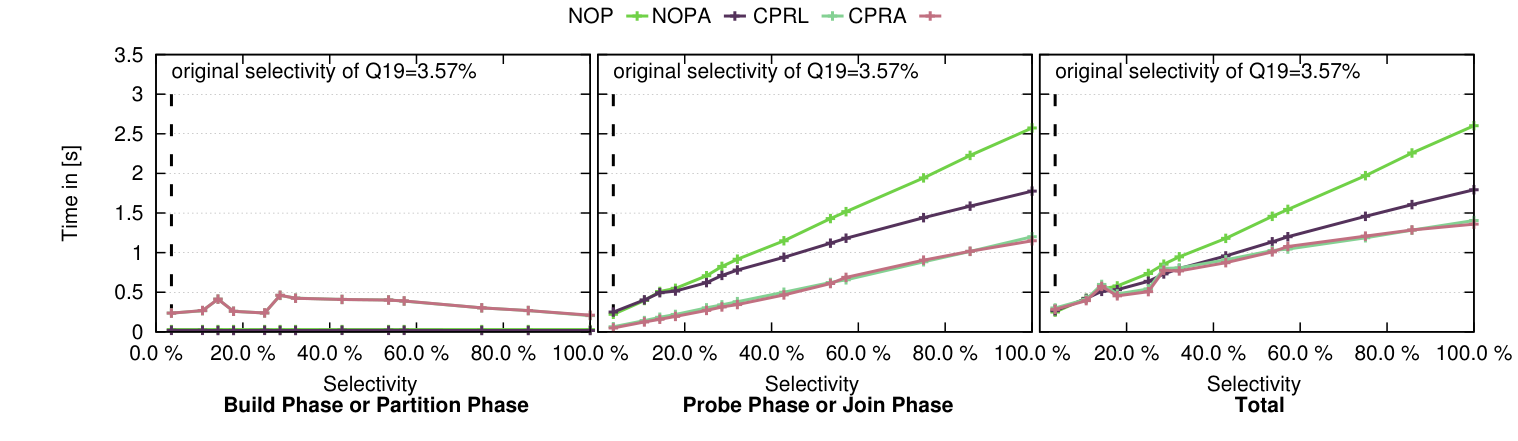 NOP NOPA CPRL CPRA
Time in [s]
3.5
3
2.5
2
1.5
1
0.5
0
original selectivity of Q19=3.57%
original selectivity of Q19=3.57%
original selectivity of Q19=3.57%
0.0 % 20.0 % 40.0 % 60.0 % 80.0 % 100.0 % 20.0 % 40.0 % 60.0 % 80.0 % 100.0 % 20.0 % 40.0 % 60.0 % 80.0 % 100.0 %
Selectivity
Build Phase or Partition Phase
Selectivity
Probe Phase or Join Phase
Selectivity
Total